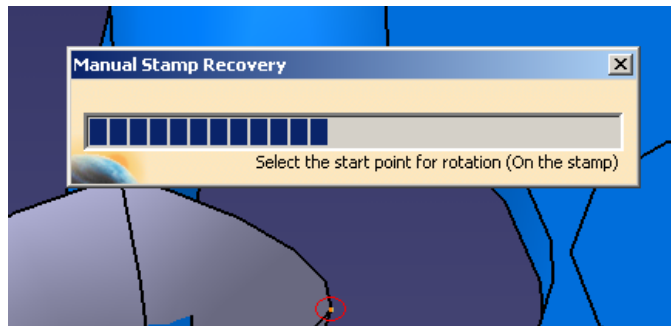 Manual Stamp Recovery
Select the start point for rotation (On the stamp)